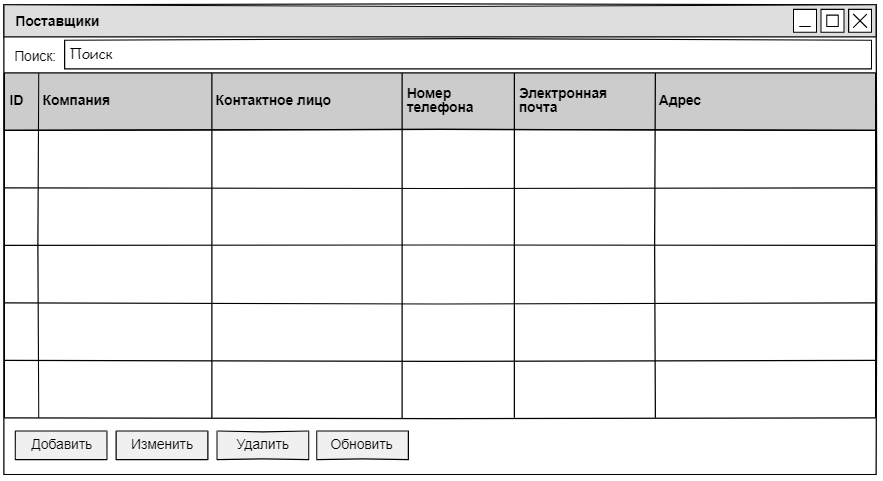 Поставщики
Поиск: Поиск
ID Компания Контактное лицо Номер телефона Электронная почта Адрес
Добавить Изменить Удалить Обновить